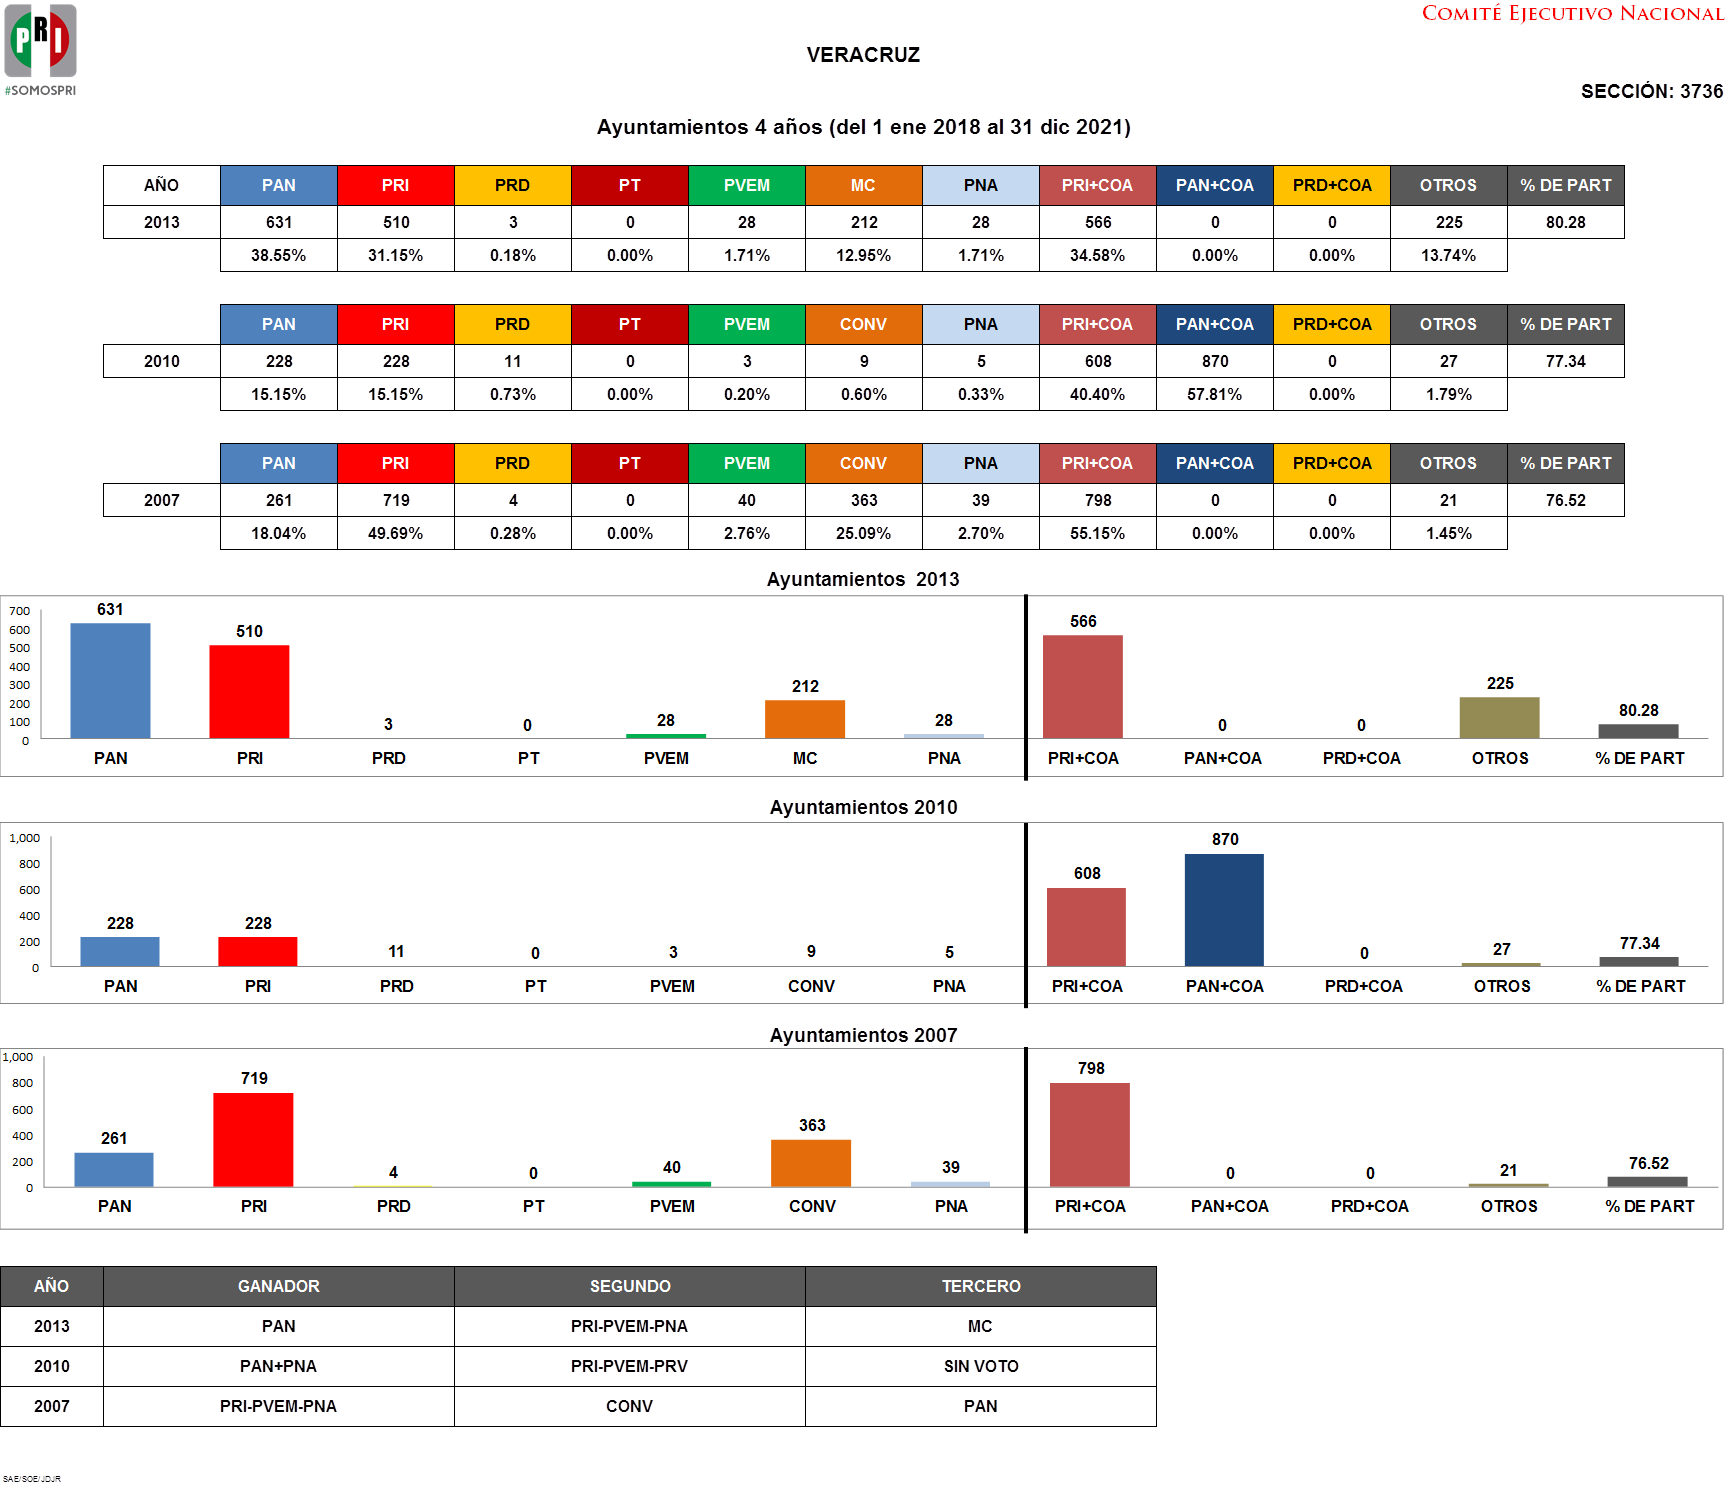 PRI
#SOMOSPRI
COMITÉ EJECUTIVO NACIONAL
VERACRUZ
SECCIÓN: 3736
Ayuntamientos 4 años (del 1 ene 2018 al 31 dic 2021)
AÑO PAN PRI PRD PT PVEM MC PNA PRI+COA PAN+COA PRD+COA OTROS % DE PART
2013 631 510 3 0 28 212 28 566 0 0 225 80.28
38.55% 31.15% 0.18% 0.00% 1.71% 12.95% 1.71% 34.58% 0.00% 0.00% 13.74%
PAN PRI PRD PT PVEM CONV PNA PRI+COA PAN+COA PRD+COA OTROS % DE PART
2010 228 228 11 0 3 9 5 608 870 0 27 77.34
15.15% 15.15% 0.73% 0.00% 0.20% 0.60% 0.33% 40.40% 57.81% 0.00% 1.79%
PAN PRI PRD PT PVEM CONV PNA PRI+COA PAN+COA PRD+COA OTROS % DE PART
2007 261 719 4 0 40 363 39 798 0 0 21 76.52
18.04% 49.69% 0.28% 0.00% 2.76% 25.09% 2.70% 55.15% 0.00% 0.00% 1.45%
Ayuntamientos 2013
700
600
500
400
300
200
100
0
631 510 3 0 28 212 28 566 0 0 225 80.28
PAN PRI PRD PT PVEM MC PNA PRI+COA PAN+COA PRD+COA OTROS % DE PART
Ayuntamientos 2010
1,000
800
600
400
200
0
228 228 11 0 3 9 5 608 870 0 27 77.34
PAN PRI PRD PT PVEM CONV PNA PRI+COA PAN+COA PRD+COA OTROS % DE PART
Ayuntamientos 2007
1,000
800
600
400
200
0
261 719 4 0 40 363 39 798 0 0 21 76.52
PAN PRI PRD PT PVEM CONV PNA PRI+COA PAN+COA PRD+COA OTROS % DE PART
AÑO GANADOR SEGUNDO TERCERO
2013 PAN PRI-PVEM-PNA MC
2010 PAN+PNA PRI-PVEM-PRV SIN VOTO
2007 PRI-PVEM-PNA CONV PAN
SAE/SOE/JDJR